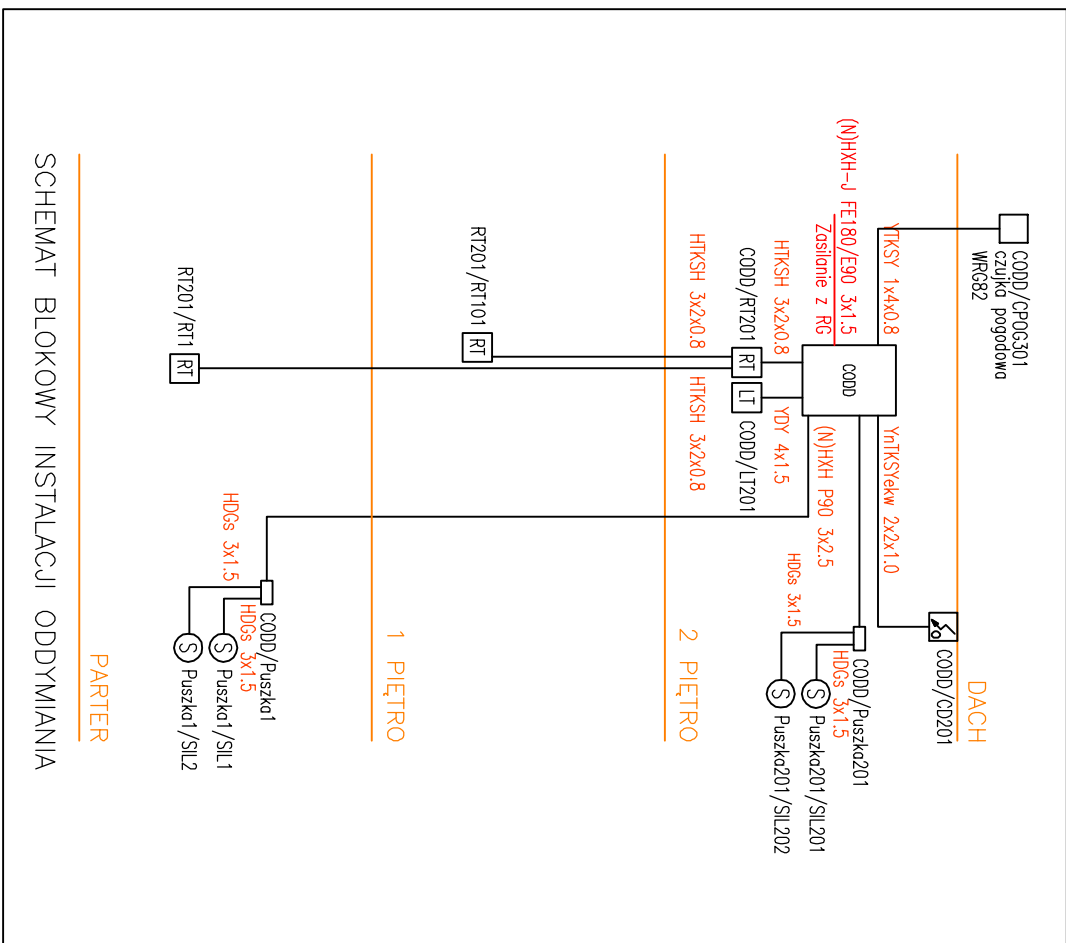 DACH
CODD/CPOG301
czujka pogodowa
WRG82
YTKSY 1x4x0.8
YnTKSYekw 2x2x1.0
CODD/CD201
(N)HXH-J FE180/E90 3x1.5
Zasilanie z RG
CODD
HTKSH 3x2x0.8
YDY 4x1.5
(N)HXH P90 3x2.5
CODD/Puszka201
HDGs 3x1.5
HDGs 3x1.5
S Puszka201/SIL201
S Puszka201/SIL202
CODD/RT201
RT
LT
CODD/LT201
HTKSH 3x2x0.8
HTKSH 3x2x0.8
2 PIĘTRO
RT201/RT101
RT
1 PIĘTRO
RT201/RT1
RT
CODD/Puszka1
HDGs 3x1.5
HDGs 3x1.5
S Puszka1/SIL1
S Puszka1/SIL2
PARTER
SCHEMAT BLOKOWY INSTALACJI ODDYMIANIA